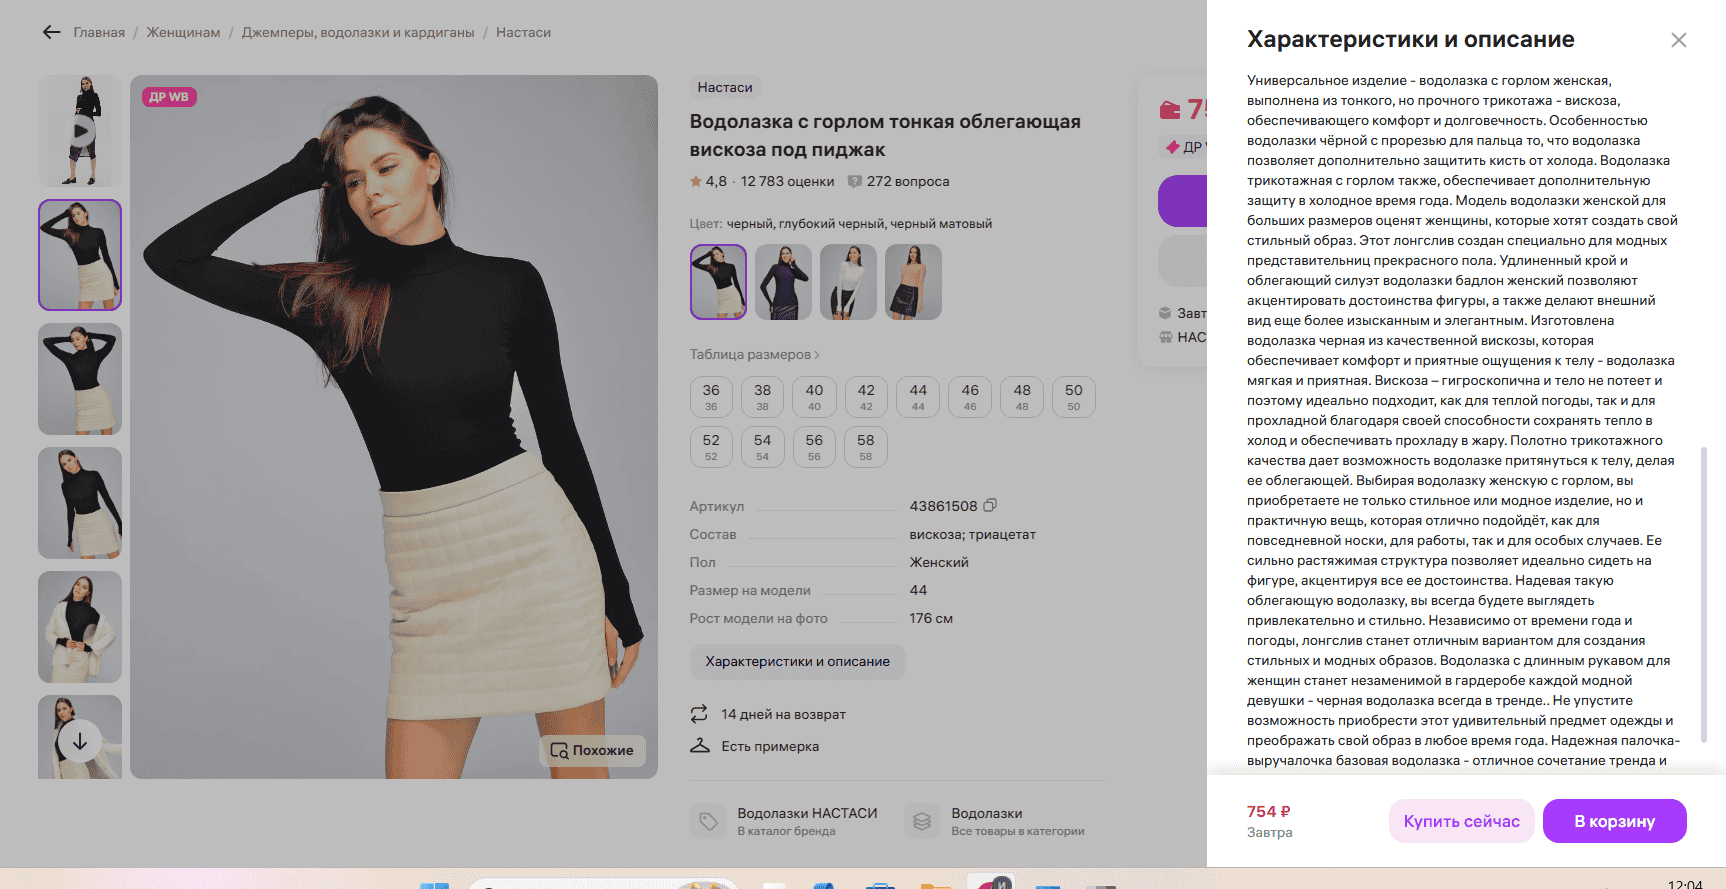 Главная / Женщинам / Джемперы, водолазки и кардиганы / Настаси
ДР WB
Похожие
Настаси
Водолазка с горлом тонкая облегающая
вискоза под пиджак
4,8 · 12 783 оценки 272 вопроса
Цвет: черный, глубокий черный, черный матовый
Таблица размеров
36 38 40 42 44 46 48 50
36 38 40 42 44 46 48 50
52 54 56 58
52 54 56 58
Артикул 43861508
Состав вискоза; триацетат
Пол Женский
Размер на модели 44
Рост модели на фото 176 см
Характеристики и описание
14 дней на возврат
Есть примерка
Водолазки НАСТАСИ
В каталог бренда
Водолазки
Все товары в категории
75
ДР
Завт
НАС
Характеристики и описание
Универсальное изделие - водолазка с горлом женская,
выполнена из тонкого, но прочного трикотажа - вискоза,
обеспечивающего комфорт и долговечность. Особенностью
водолазки чёрной с прорезью для пальца то, что водолазка
позволяет дополнительно защитить кисть от холода. Водолазка
трикотажная с горлом также, обеспечивает дополнительную
защиту в холодное время года. Модель водолазки женской для
больших размеров оценят женщины, которые хотят создать свой
стильный образ. Этот лонгслив создан специально для модных
представительниц прекрасного пола. Удлиненный крой и
облегающий силуэт водолазки бадлон женский позволяют
акцентировать достоинства фигуры, а также делают внешний
вид еще более изысканным и элегантным. Изготовлена
водолазка черная из качественной вискозы, которая
обеспечивает комфорт и приятные ощущения к телу - водолазка
мягкая и приятная. Вискоза – гигроскопична и тело не потеет и
поэтому идеально подходит, как для теплой погоды, так и для
прохладной благодаря своей способности сохранять тепло в
холод и обеспечивать прохладу в жару. Полотно трикотажного
качества дает возможность водолазке притянуться к телу, делая
ее облегающей. Выбирая водолазку женскую с горлом, вы
приобретаете не только стильное или модное изделие, но и
практичную вещь, которая отлично подойдёт, как для
повседневной носки, для работы, так и для особых случаев. Ее
сильно растяжимая структура позволяет идеально сидеть на
фигуре, акцентируя все ее достоинства. Надевая такую
облегающую водолазку, вы всегда будете выглядеть
привлекательно и стильно. Независимо от времени года и
погоды, лонгслив станет отличным вариантом для создания
стильных и модных образов. Водолазка с длинным рукавом для
женщин станет незаменимой в гардеробе каждой модной
девушки - черная водолазка всегда в тренде.. Не упустите
возможность приобрести этот удивительный предмет одежды и
преображать свой образ в любое время года. Надежная палочка-
выручалочка базовая водолазка - отличное сочетание тренда и
754 ₽
Завтра
Купить сейчас
В корзину
12:04